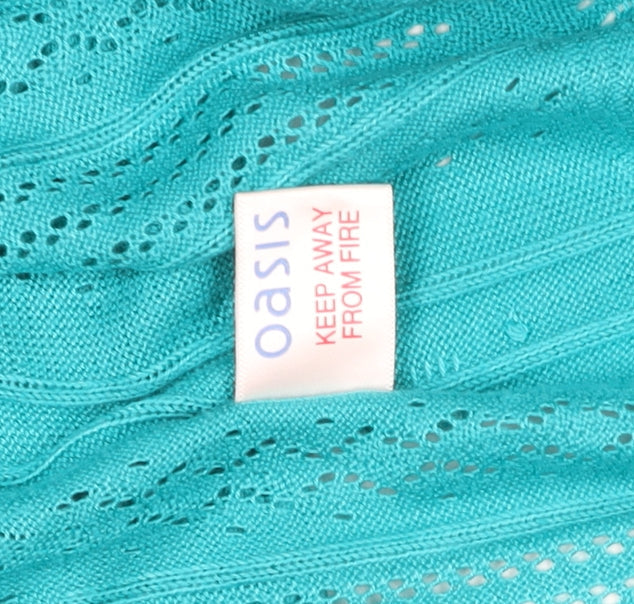 oasis
KEEP AWAY
FROM FIRE